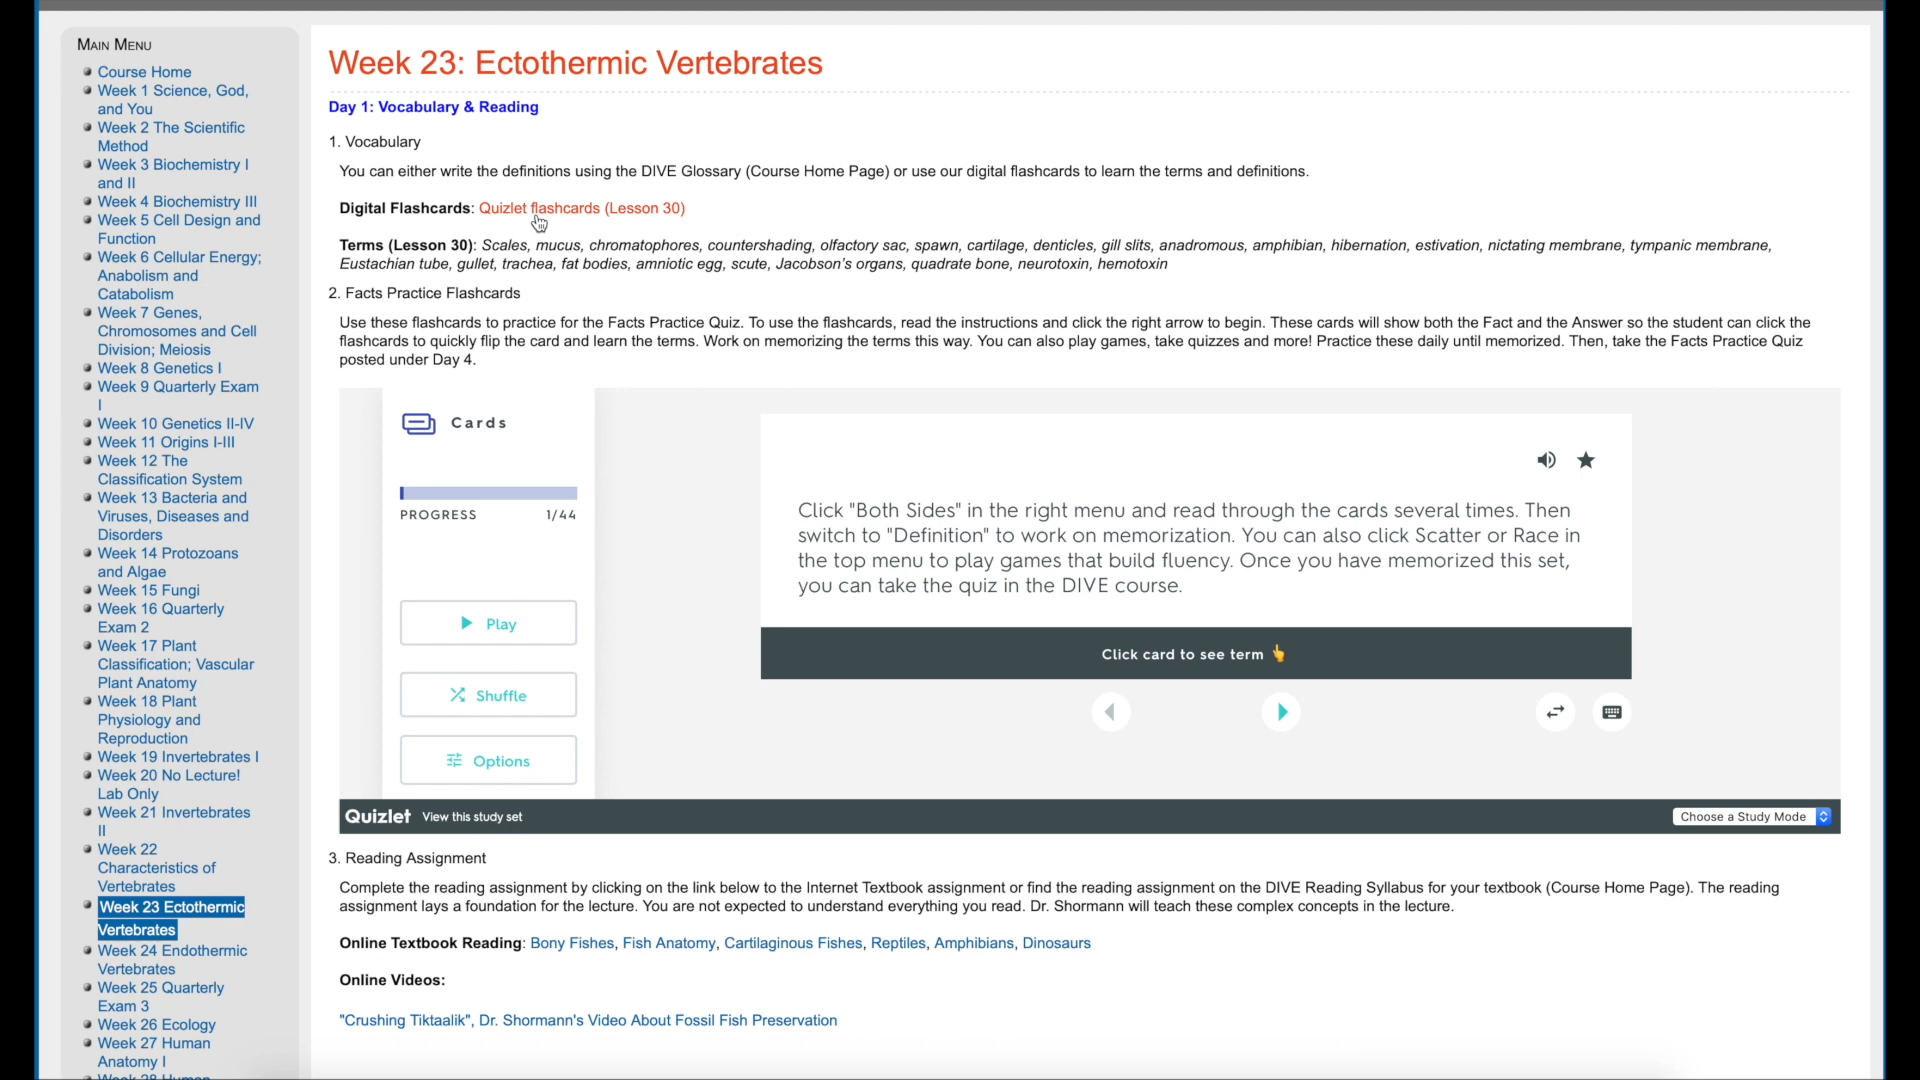 MAIN MENU
Course Home
Week 1 Science, God,
and You
Week 2 The Scientific
Method
Week 3 Biochemistry I
and II
Week 4 Biochemistry III
Week 5 Cell Design and
Function
Week 6 Cellular Energy;
Anabolism and
Catabolism
Week 7 Genes,
Chromosomes and Cell
Division; Meiosis
Week 8 Genetics I
Week 9 Quarterly Exam
I
Week 10 Genetics II-IV
Week 11 Origins I-III
Week 12 The
Classification System
Week 13 Bacteria and
Viruses, Diseases and
Disorders
Week 14 Protozoans
and Algae
Week 15 Fungi
Week 16 Quarterly
Exam 2
Week 17 Plant
Classification; Vascular
Plant Anatomy
Week 18 Plant
Physiology and
Reproduction
Week 19 Invertebrates I
Week 20 No Lecture!
Lab Only
Week 21 Invertebrates
II
Week 22
Characteristics of
Vertebrates
Week 23 Ectothermic
Vertebrates
Week 24 Endothermic
Vertebrates
Week 25 Quarterly
Exam 3
Week 26 Ecology
Week 27 Human
Anatomy I
Week 28 Human
Week 23: Ectothermic Vertebrates
Day 1: Vocabulary & Reading
1. Vocabulary
You can either write the definitions using the DIVE Glossary (Course Home Page) or use our digital flashcards to learn the terms and definitions.
Digital Flashcards: Quizlet flashcards (Lesson 30)
Terms (Lesson 30): Scales, mucus, chromatophores, countershading, olfactory sac, spawn, cartilage, denticles, gill slits, anadromous, amphibian, hibernation, estivation, nictating membrane, tympanic membrane,
Eustachian tube, gullet, trachea, fat bodies, amniotic egg, scute, Jacobson's organs, quadrate bone, neurotoxin, hemotoxin
2. Facts Practice Flashcards
Use these flashcards to practice for the Facts Practice Quiz. To use the flashcards, read the instructions and click the right arrow to begin. These cards will show both the Fact and the Answer so the student can click the
flashcards to quickly flip the card and learn the terms. Work on memorizing the terms this way. You can also play games, take quizzes and more! Practice these daily until memorized. Then, take the Facts Practice Quiz
posted under Day 4.
Cards
PROGRESS 1/44
Play
Shuffle
Options
Click "Both Sides" in the right menu and read through the cards several times. Then
switch to "Definition" to work on memorization. You can also click Scatter or Race in
the top menu to play games that build fluency. Once you have memorized this set,
you can take the quiz in the DIVE course.
Click card to see term 👆
Quizlet View this study set
Choose a Study Mode
3. Reading Assignment
Complete the reading assignment by clicking on the link below to the Internet Textbook assignment or find the reading assignment on the DIVE Reading Syllabus for your textbook (Course Home Page). The reading
assignment lays a foundation for the lecture. You are not expected to understand everything you read. Dr. Shormann will teach these complex concepts in the lecture.
Online Textbook Reading: Bony Fishes, Fish Anatomy, Cartilaginous Fishes, Reptiles, Amphibians, Dinosaurs
Online Videos:
"Crushing Tiktaalik", Dr. Shormann's Video About Fossil Fish Preservation